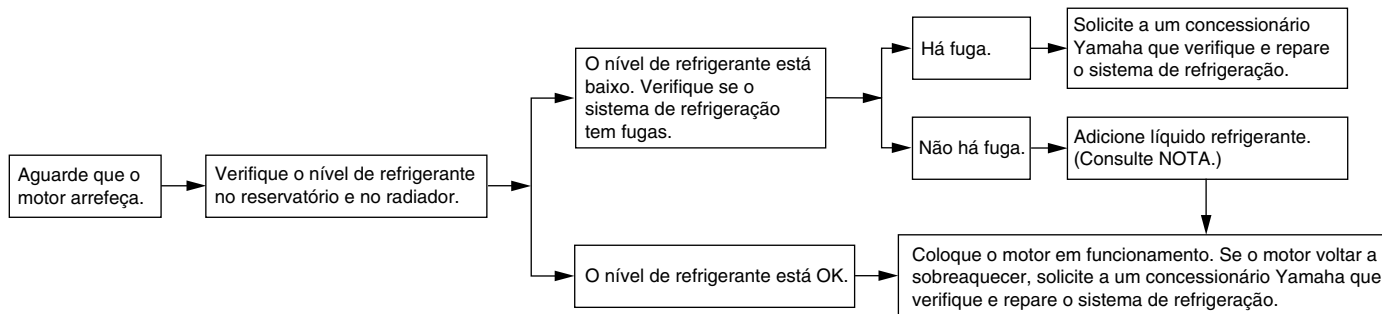 Aguarde que o
motor arrefeça.
Verifique o nível de refrigerante
no reservatório e no radiador.
O nível de refrigerante está
baixo. Verifique se o
sistema de refrigeração
tem fugas.
Há fuga.
Solicite a um concessionário
Yamaha que verifique e repare
o sistema de refrigeração.
Não há fuga.
Adicione líquido refrigerante.
(Consulte NOTA.)
O nível de refrigerante está OK.
Coloque o motor em funcionamento. Se o motor voltar a
sobreaquecer, solicite a um concessionário Yamaha que
verifique e repare o sistema de refrigeração.